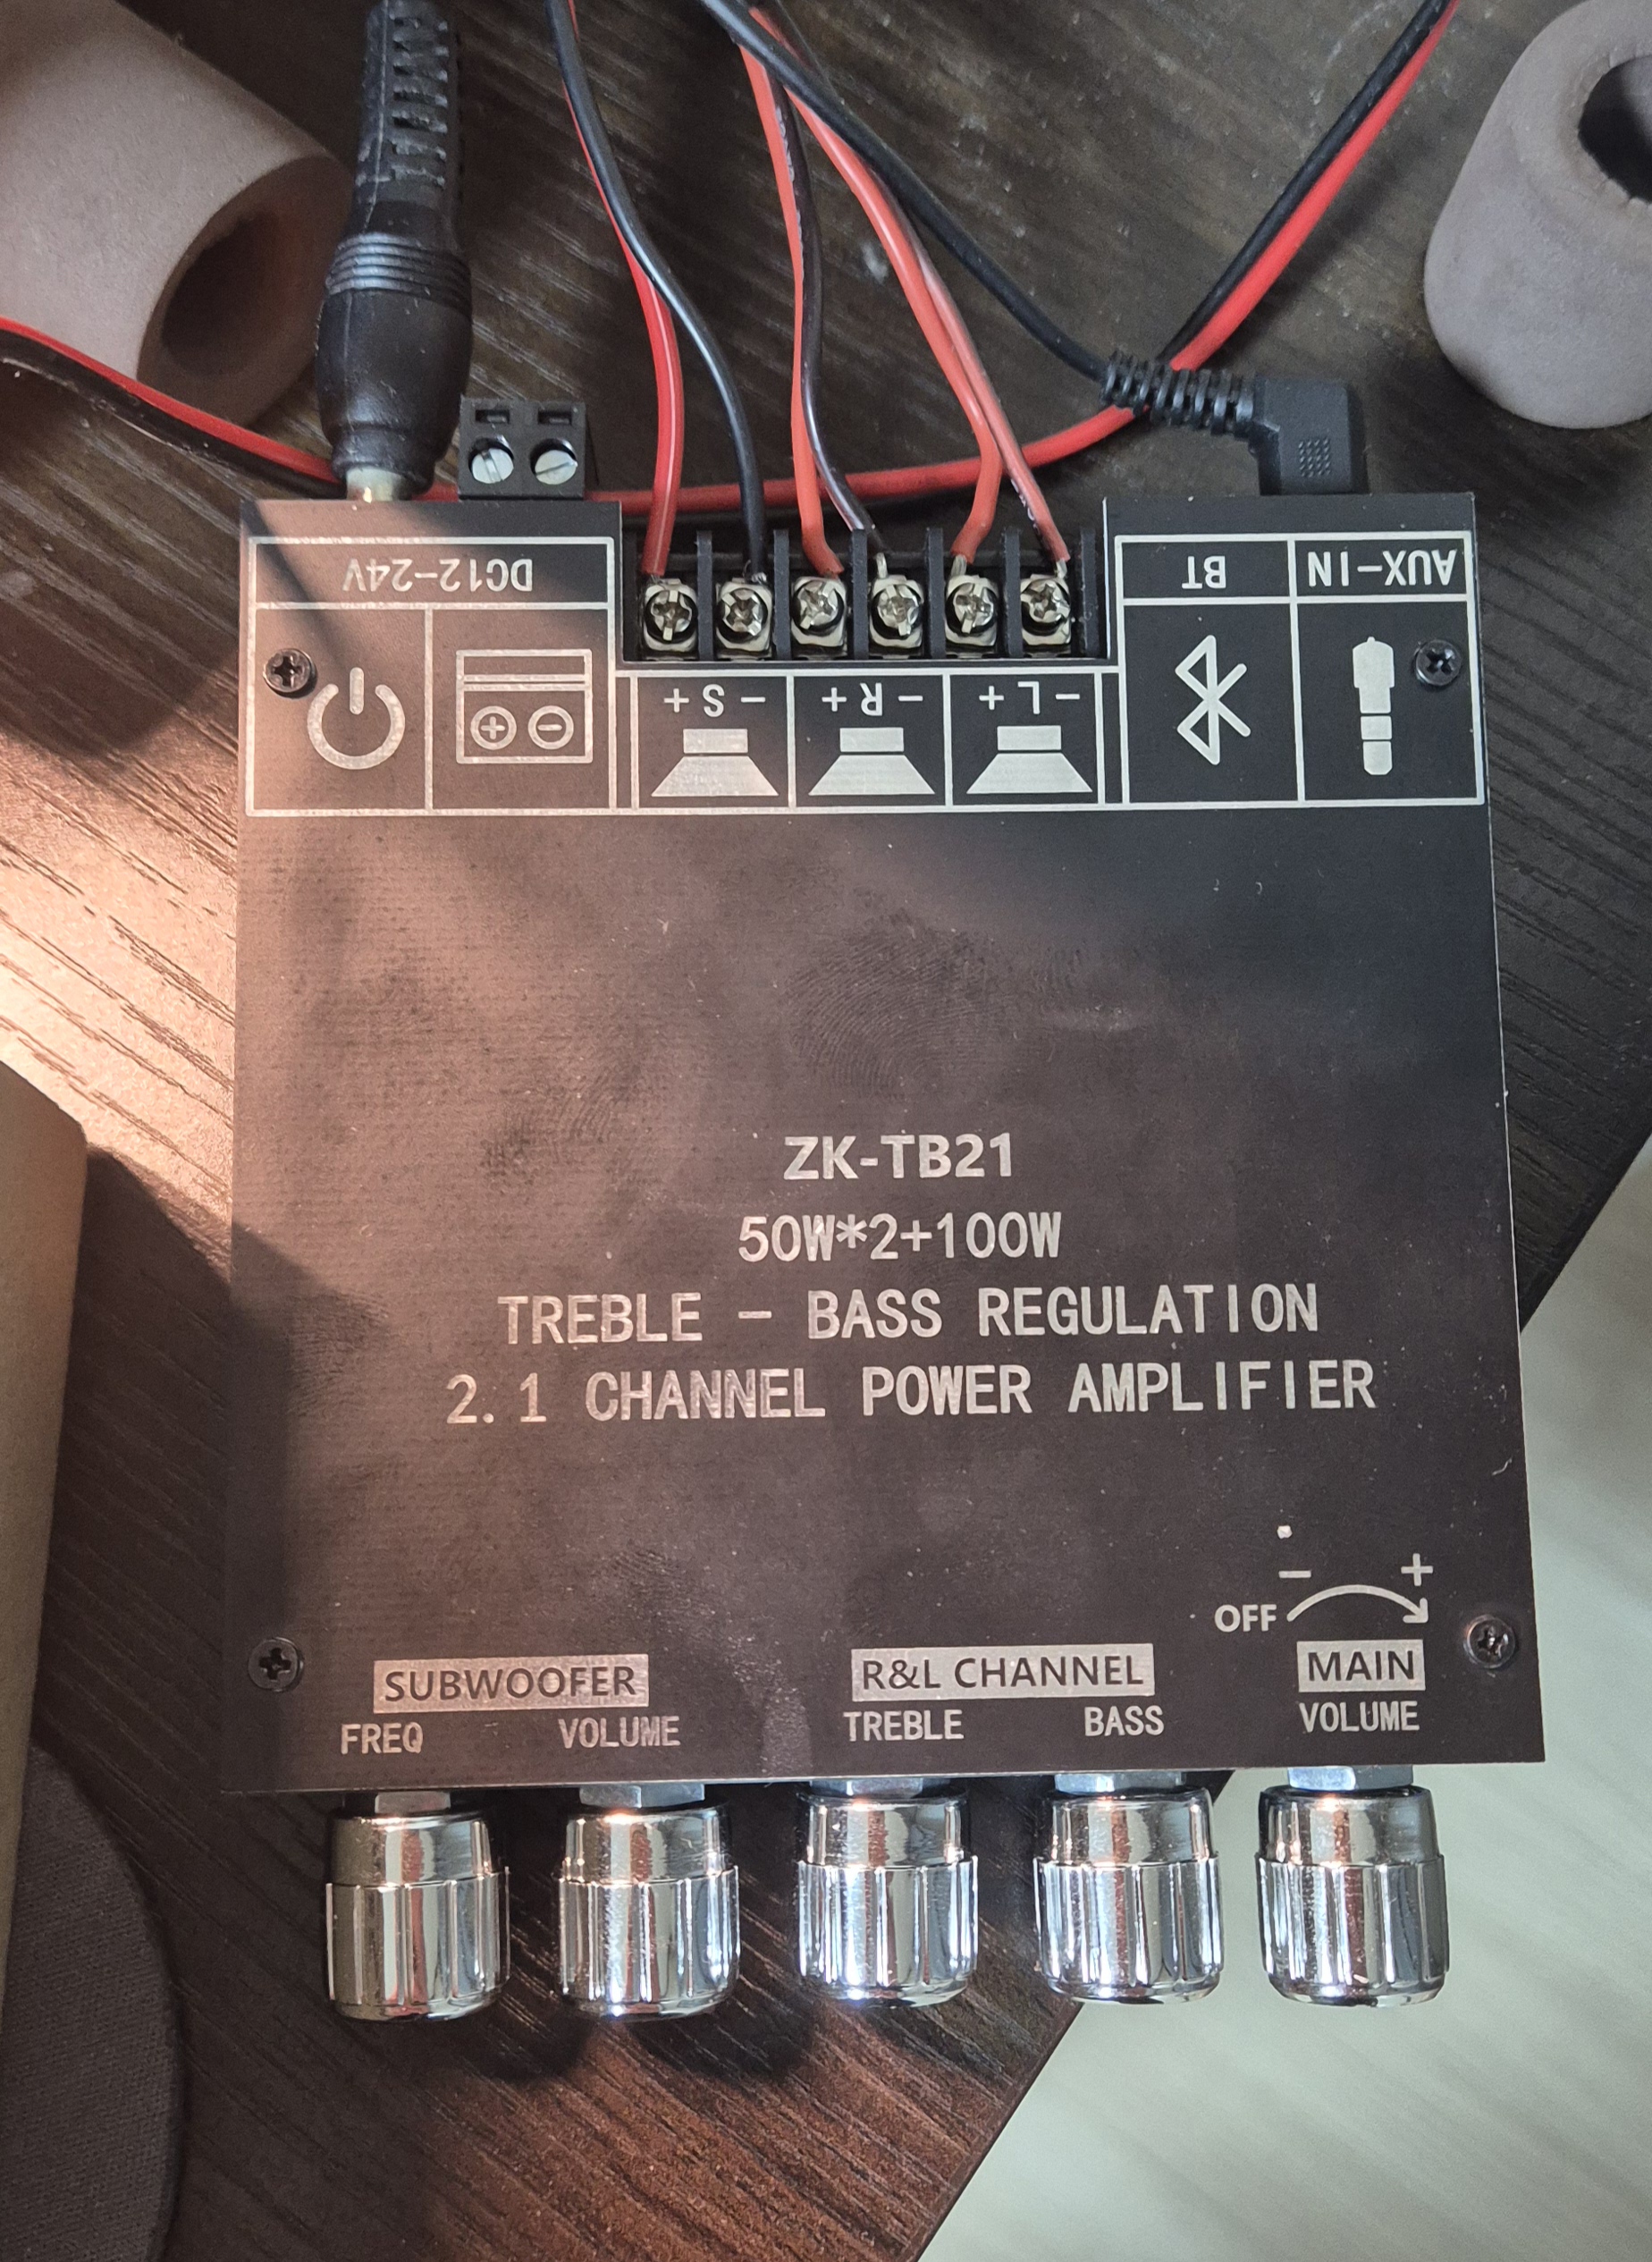 DC12-24V
BT
AUX-IN
- S +
- R +
- L +
ZK-TB21
50W*2+100W
TREBLE - BASS REGULATION
2.1 CHANNEL POWER AMPLIFIER
- +
OFF
SUBWOOFER
R&L CHANNEL
MAIN
FREQ
VOLUME
TREBLE
BASS
VOLUME